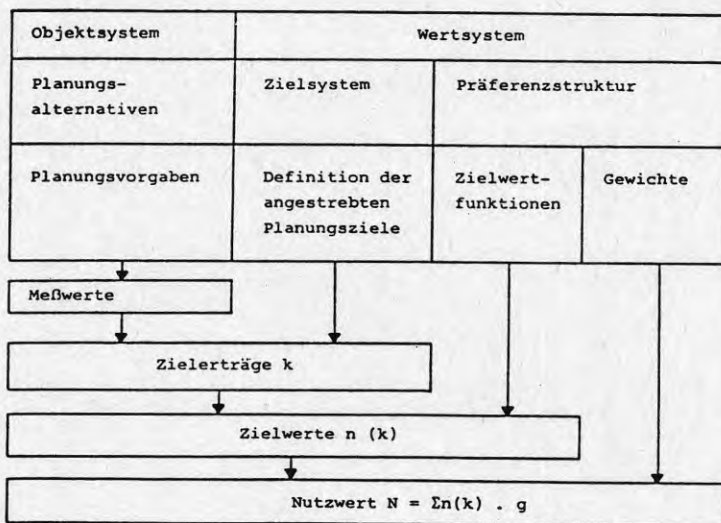 Objektsystem
Wertsystem
Planungs-
alternativen
Zielsystem
Präferenzstruktur
Planungsvorgaben
Definition der
angestrebten
Planungsziele
Zielwert-
funktionen
Gewichte
Meßwerte
Zielerträge k
Zielwerte n (k)
Nutzwert N = Σn(k) . g